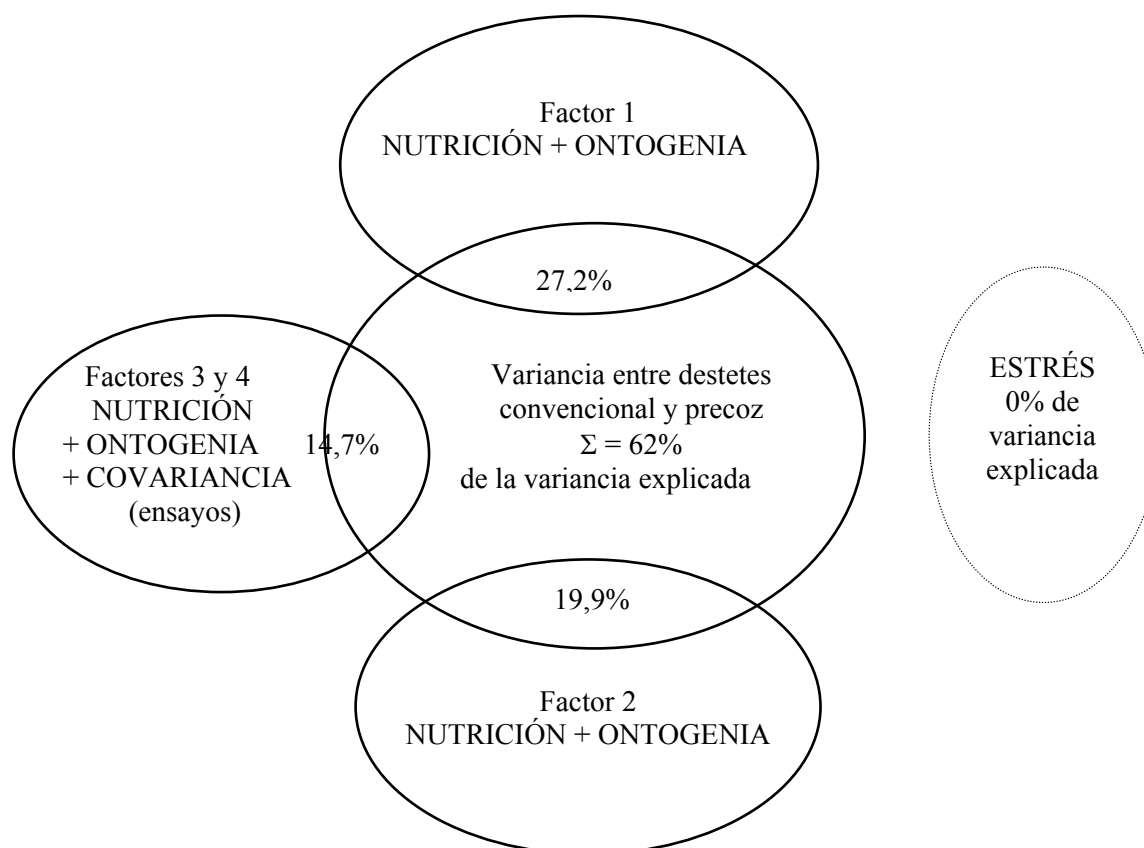 Factor 1
NUTRICIÓN + ONTOGENIA
27,2%
Factores 3 y 4
NUTRICIÓN
+ ONTOGENIA
+ COVARIANCIA
(ensayos)
14,7%
Variancia entre destetes
convencional y precoz
Σ = 62%
de la variancia explicada
ESTRÉS
0% de
variancia
explicada
19,9%
Factor 2
NUTRICIÓN + ONTOGENIA